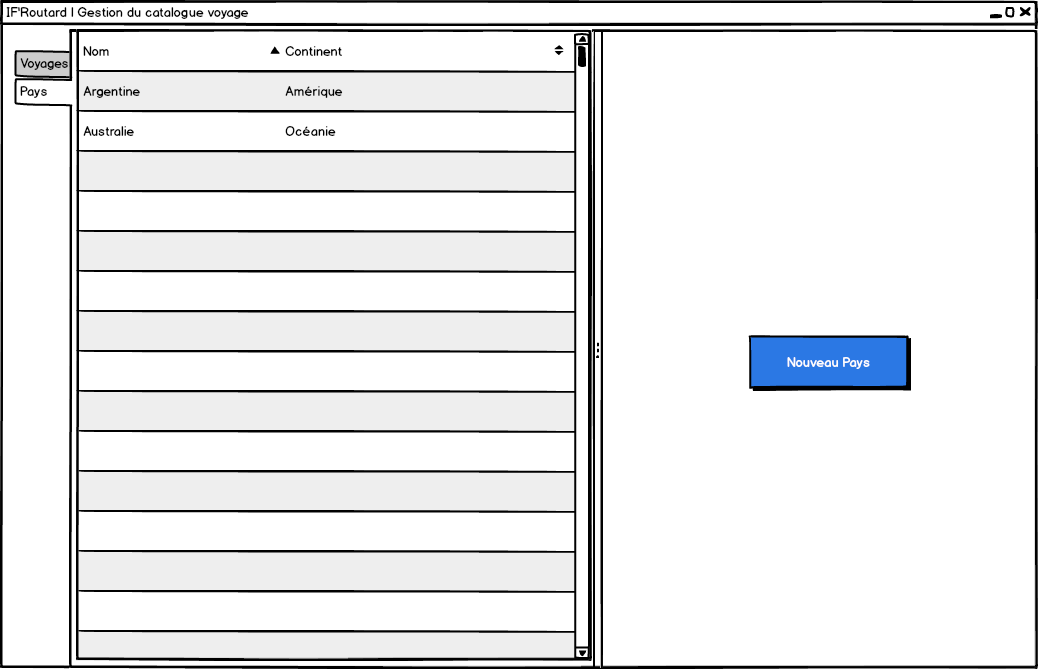 IF'Routard | Gestion du catalogue voyage
Voyages
Pays
Nom Continent
Argentine Amérique
Australie Océanie
Nouveau Pays